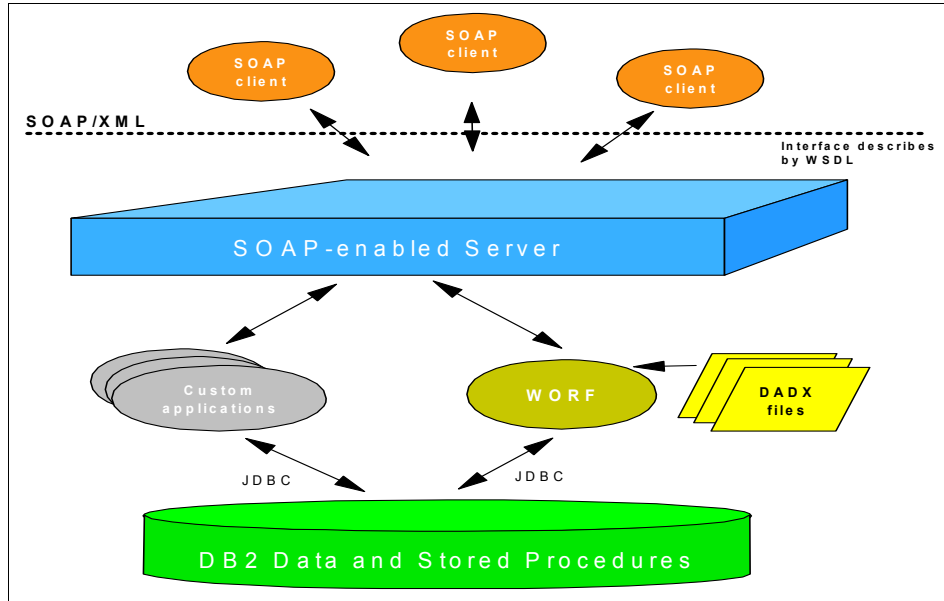 SOAP
client
SOAP
client
SOAP
client
SOAP/XML
Interface describes
by WSDL
SOAP-enabled Server
Custom
applications
WORF
DADX
files
JDBC
JDBC
DB2 Data and Stored Procedures